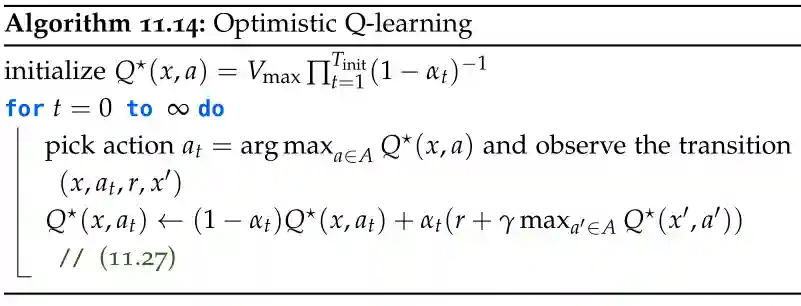 Algorithm 11.14: Optimistic Q-learning
initialize Q⋆(x, a) = V_max ∏_{t=1}^{T_init} (1 − α_t)^{−1}
for t = 0 to ∞ do
pick action a_t = arg max_{a∈A} Q⋆(x, a) and observe the transition
(x, a_t, r, x′)
Q⋆(x, a_t) ← (1 − α_t)Q⋆(x, a_t) + α_t(r + γ max_{a′∈A} Q⋆(x′, a′))
// (11.27)